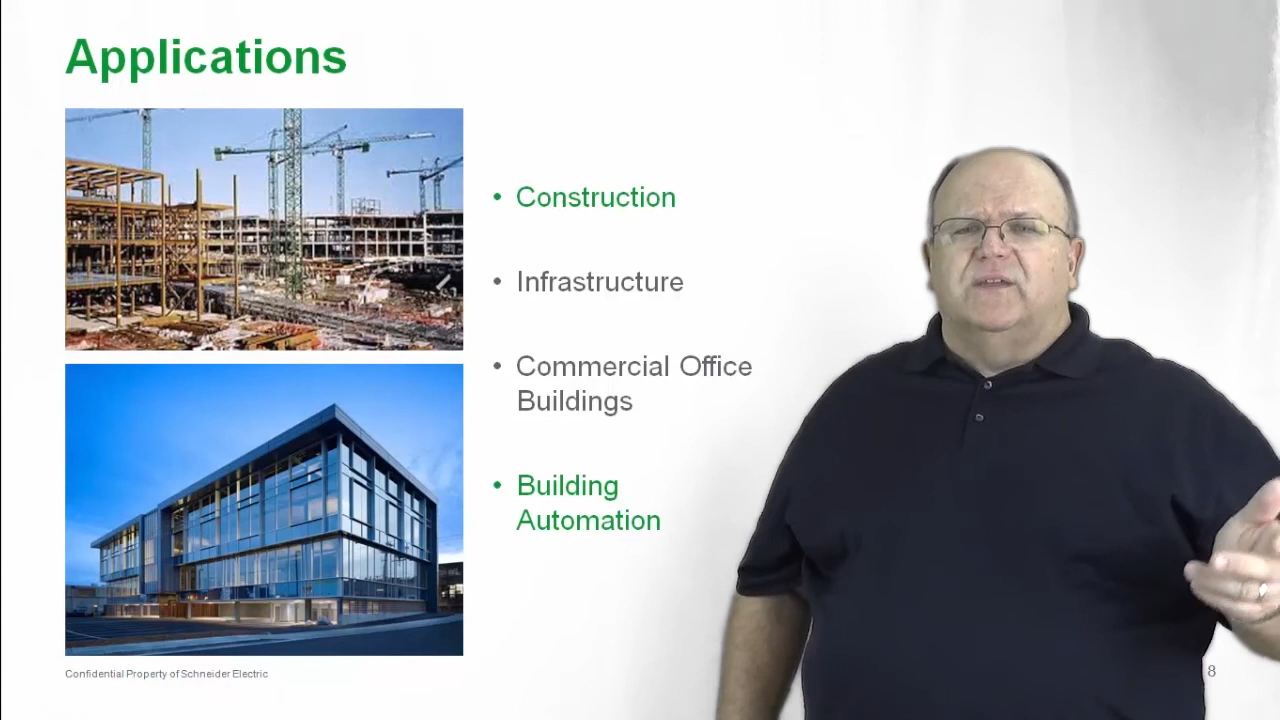 Applications
• Construction
• Infrastructure
• Commercial Office
Buildings
• Building
Automation
Confidential Property of Schneider Electric
8